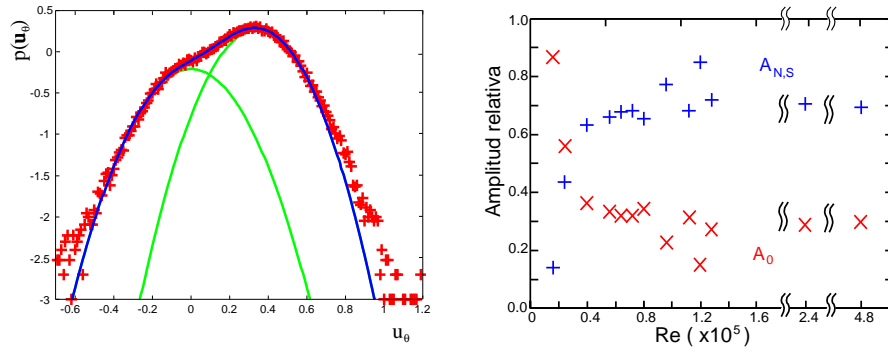 p(u_θ)
0.5
0
-0.5
-1
-1.5
-2
-2.5
-3
-0.6 -0.4 -0.2 0 0.2 0.4 0.6 0.8 1 1.2
u_θ
Amplitud relativa
1.0
0.8
0.6
0.4
0.2
0.0
A_N,S
A_0
0 0.4 0.8 1.2 1.6 2.4 4.8
Re ( x10^5)